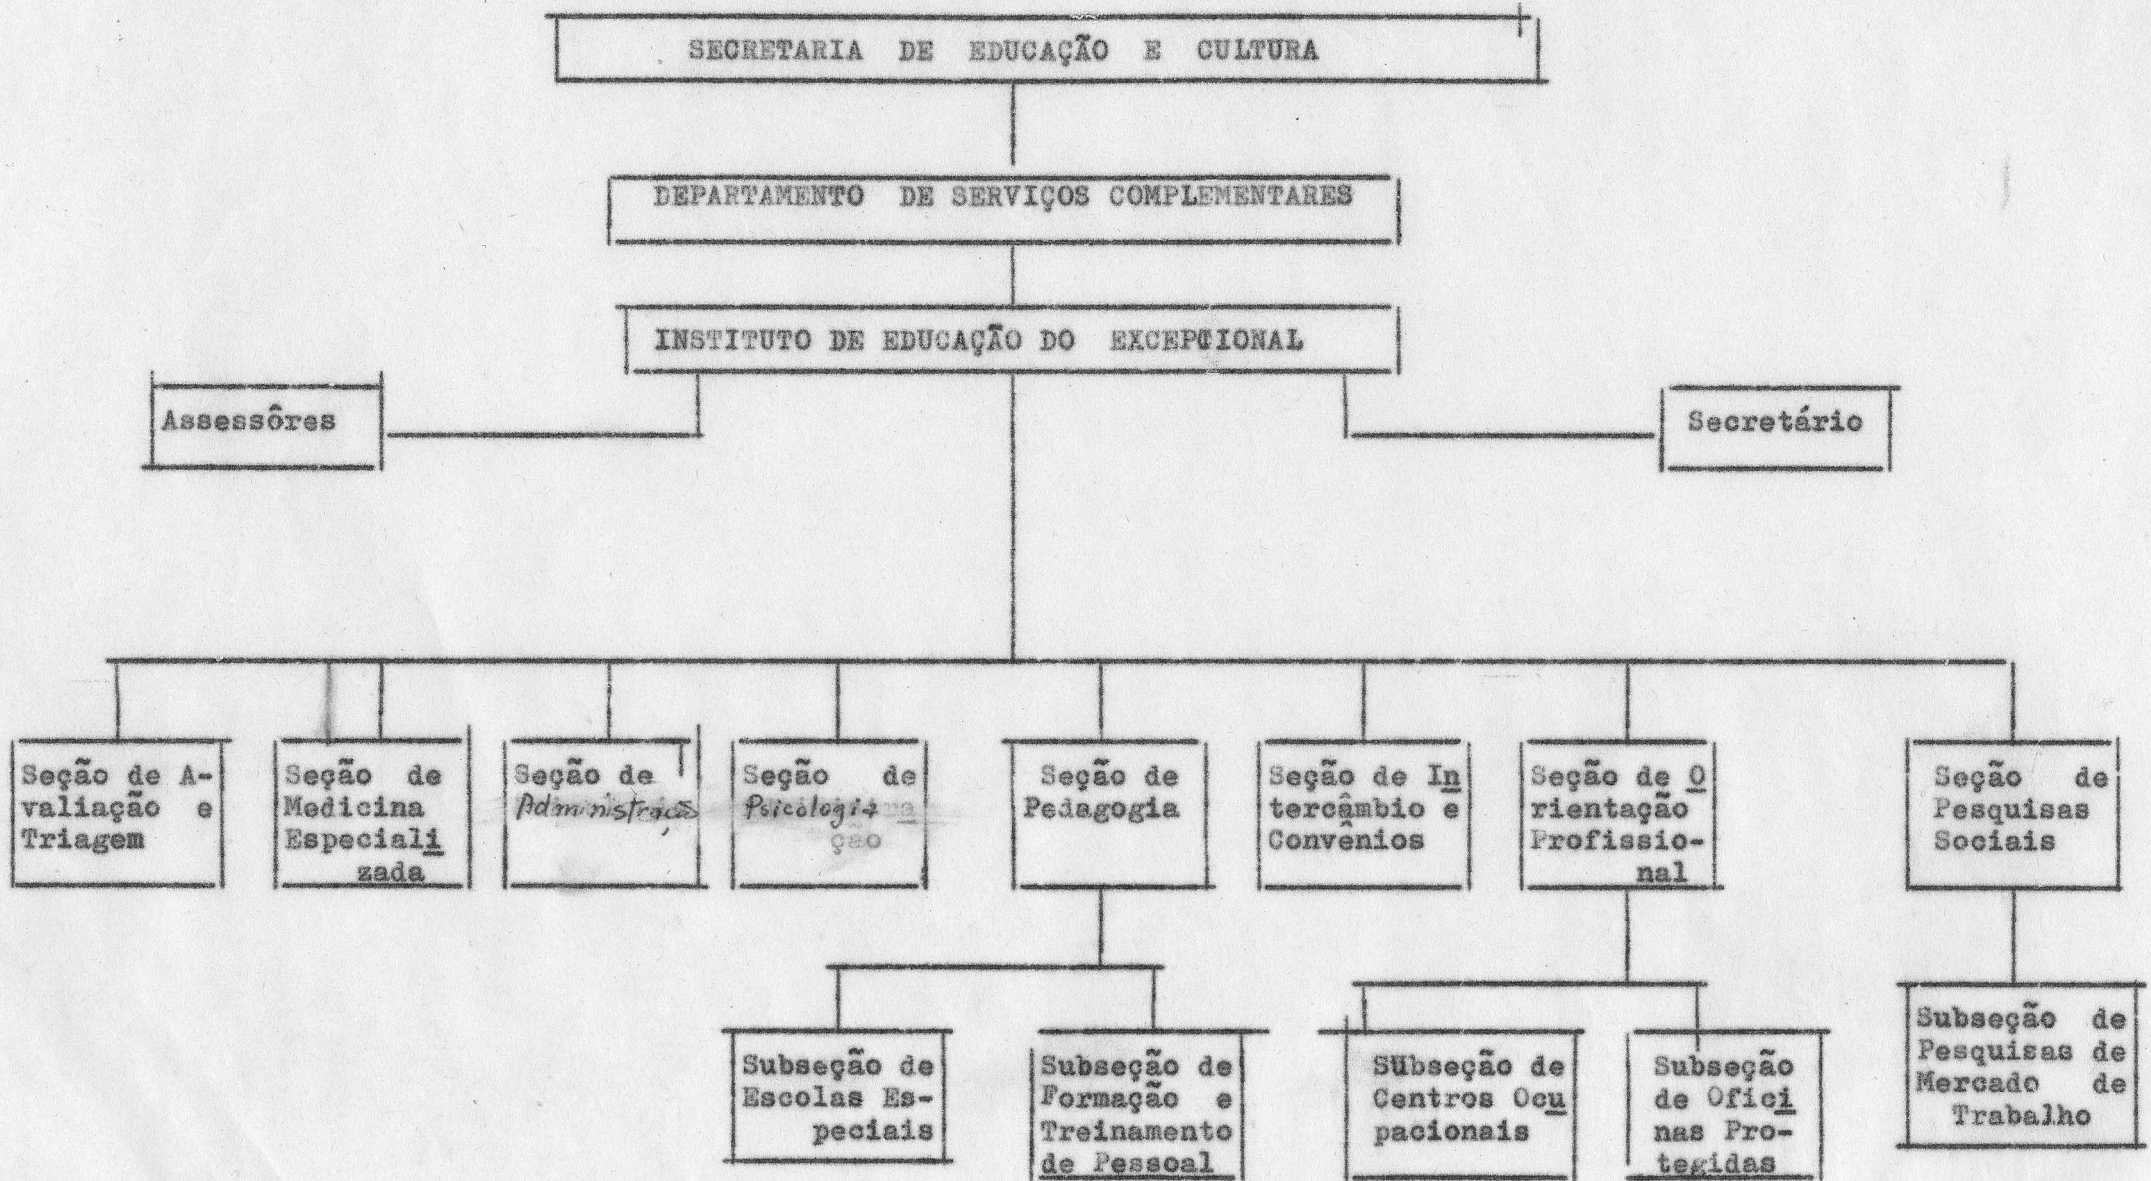 SECRETARIA DE EDUCAÇÃO E CULTURA
DEPARTAMENTO DE SERVIÇOS COMPLEMENTARES
INSTITUTO DE EDUCAÇÃO DO EXCEPCIONAL
Assessôres
Secretário
Seção de A-
valiação e
Triagem
Seção de
Medicina
Especiali
zada
Seção de
Administração
Seção de
Psicologia
ção
Seção de
Pedagogia
Seção de In
tercâmbio e
Convênios
Seção de O
rientação
Profissio-
nal
Seção de
Pesquisas
Sociais
Subseção de
Escolas Es-
peciais
Subseção de
Formação e
Treinamento
de Pessoal
SUbseção de
Centros Ocu
pacionais
Subseção
de Ofici
nas Pro-
tegidas
Subseção de
Pesquisas de
Mercado de
Trabalho